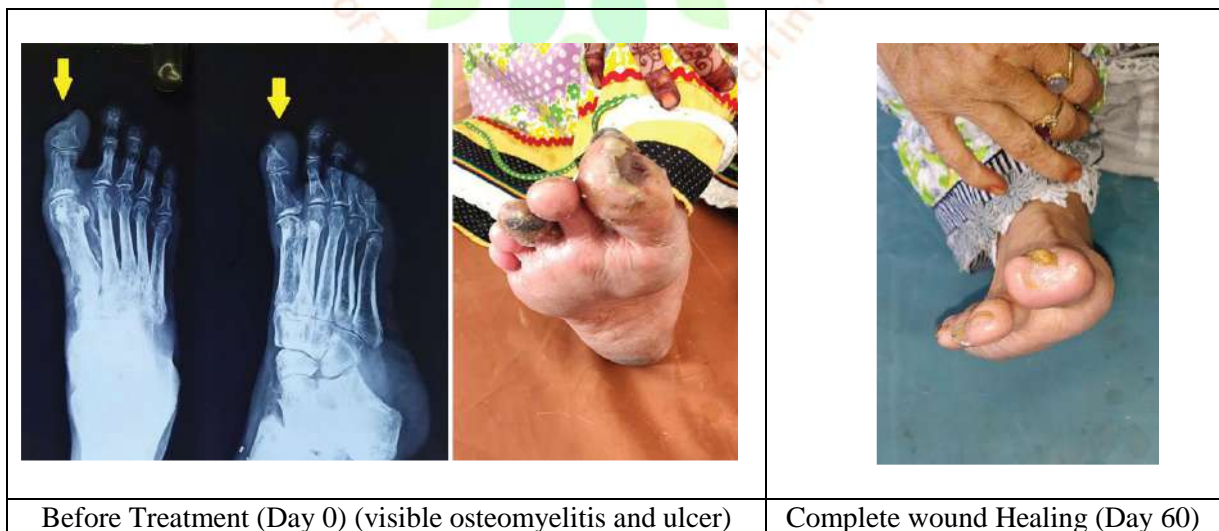 Before Treatment (Day 0) (visible osteomyelitis and ulcer)
Complete wound Healing (Day 60)